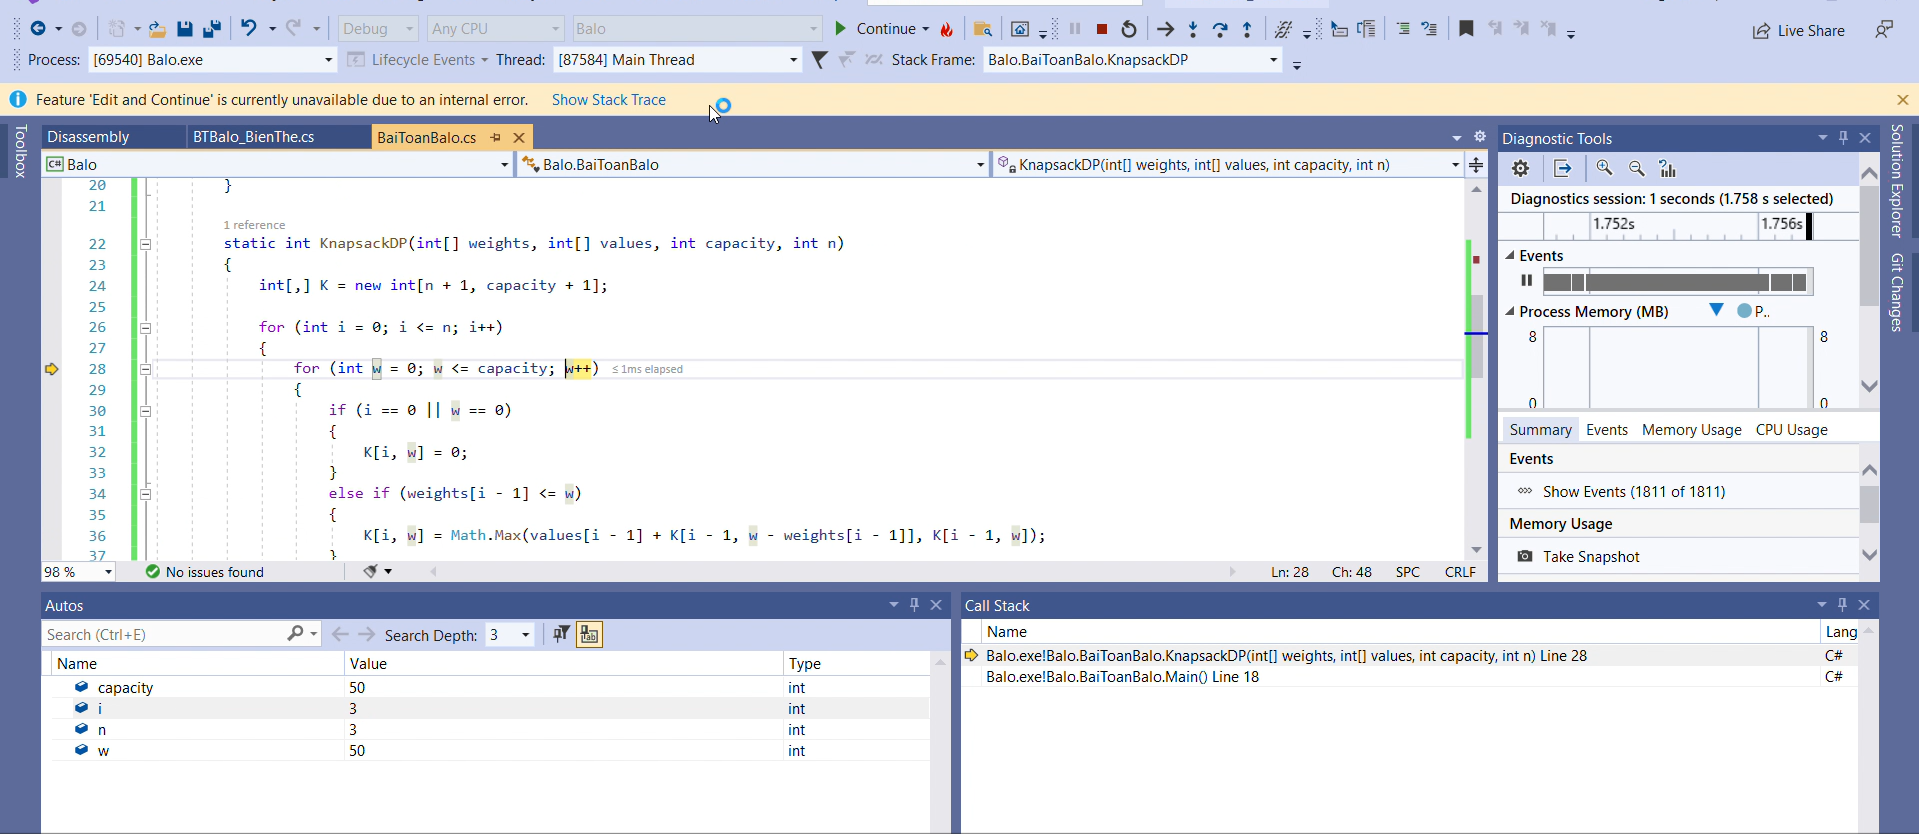 Debug
Any CPU
Balo
Continue
Live Share
Process: [69540] Balo.exe Lifecycle Events Thread: [87584] Main Thread Stack Frame: Balo.BaiToanBalo.KnapsackDP
Feature 'Edit and Continue' is currently unavailable due to an internal error. Show Stack Trace
Toolbox
Disassembly BTBalo_BienThe.cs BaiToanBalo.cs
C# Balo Balo.BaiToanBalo KnapsackDP(int[] weights, int[] values, int capacity, int n)
20 }
21
1 reference
22 static int KnapsackDP(int[] weights, int[] values, int capacity, int n)
23 {
24 int[,] K = new int[n + 1, capacity + 1];
25
26 for (int i = 0; i <= n; i++)
27 {
28 for (int w = 0; w <= capacity; w++) ≤ 1ms elapsed
29 {
30 if (i == 0 || w == 0)
31 {
32 K[i, w] = 0;
33 }
34 else if (weights[i - 1] <= w)
35 {
36 K[i, w] = Math.Max(values[i - 1] + K[i - 1, w - weights[i - 1]], K[i - 1, w]);
37 }
98 % No issues found Ln: 28 Ch: 48 SPC CRLF
Diagnostic Tools
Diagnostics session: 1 seconds (1.758 s selected)
1.752s 1.756s
Events
Process Memory (MB) P..
8 8
0 0
Summary Events Memory Usage CPU Usage
Events
Show Events (1811 of 1811)
Memory Usage
Take Snapshot
Solution Explorer
Git Changes
Autos
Search (Ctrl+E) Search Depth: 3
Name Value Type
capacity 50 int
i 3 int
n 3 int
w 50 int
Call Stack
Name Lang
Balo.exe!Balo.BaiToanBalo.KnapsackDP(int[] weights, int[] values, int capacity, int n) Line 28 C#
Balo.exe!Balo.BaiToanBalo.Main() Line 18 C#